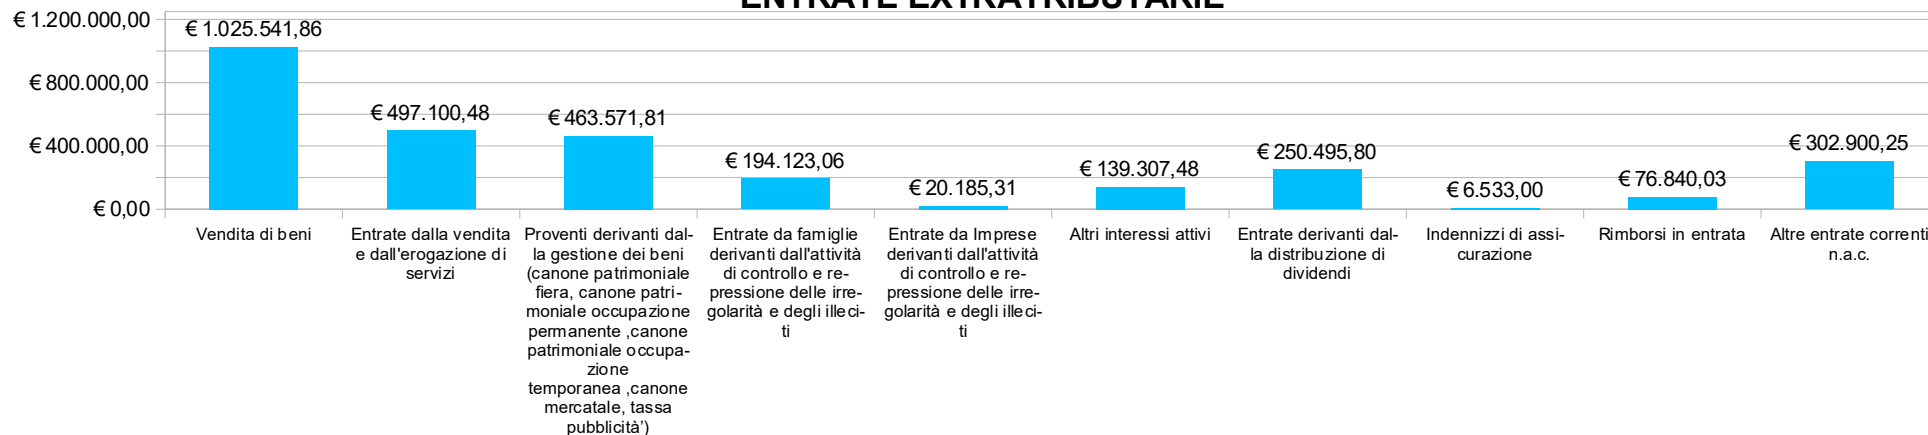 ENTRATE EXTRATRIBUTARIE
€ 1.200.000,00
€ 800.000,00
€ 400.000,00
€ 0,00
€ 1.025.541,86
€ 497.100,48
€ 463.571,81
€ 194.123,06
€ 20.185,31
€ 139.307,48
€ 250.495,80
€ 6.533,00
€ 76.840,03
€ 302.900,25
Vendita di beni
Entrate dalla vendita
e dall'erogazione di
servizi
Proventi derivanti dal-
la gestione dei beni
(canone patrimoniale
fiera, canone patri-
moniale occupazione
permanente ,canone
patrimoniale occupa-
zione
temporanea ,canone
mercatale, tassa
pubblicità’)
Entrate da famiglie
derivanti dall'attività
di controllo e re-
pressione delle irre-
golarità e degli illeci-
ti
Entrate da Imprese
derivanti dall'attività
di controllo e re-
pressione delle irre-
golarità e degli illeci-
ti
Altri interessi attivi
Entrate derivanti dal-
la distribuzione di
dividendi
Indennizzi di assi-
curazione
Rimborsi in entrata
Altre entrate correnti
n.a.c.